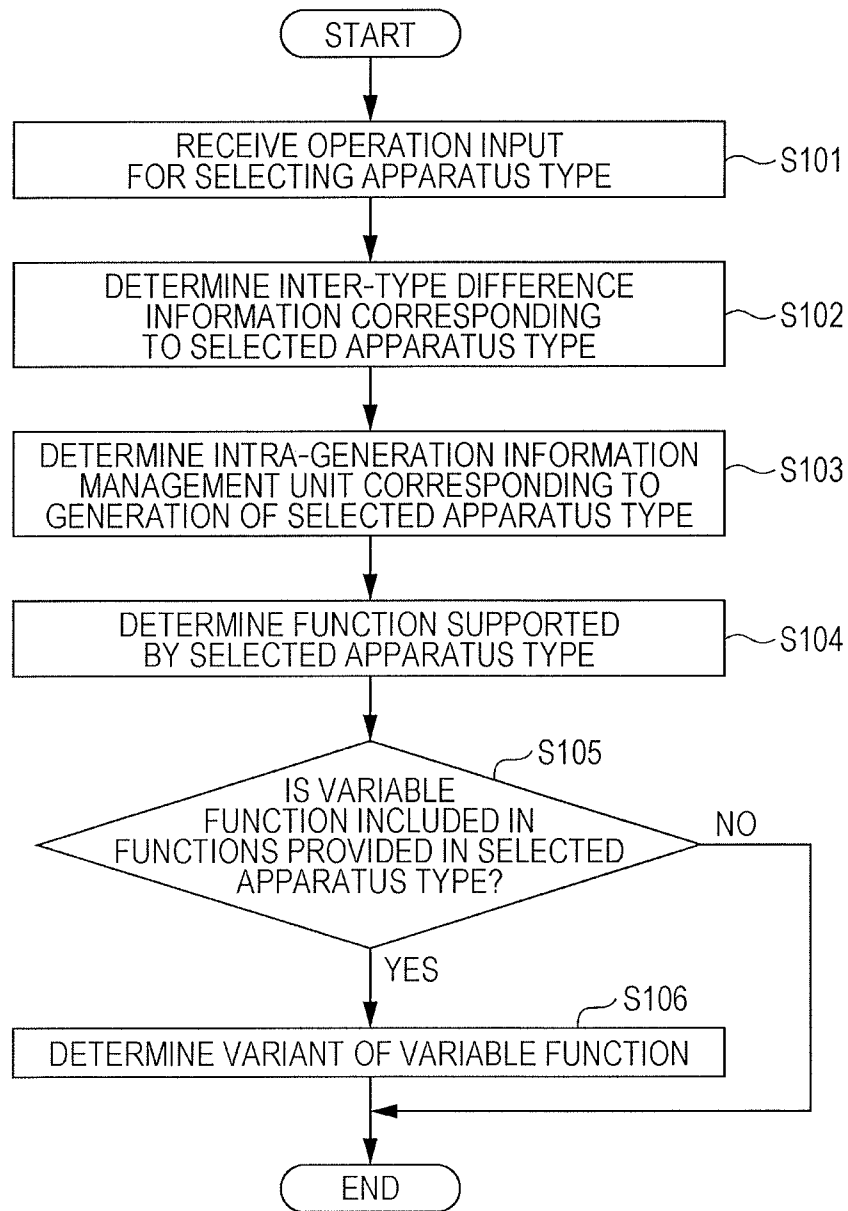 START
RECEIVE OPERATION INPUT
FOR SELECTING APPARATUS TYPE
S101
DETERMINE INTER-TYPE DIFFERENCE
INFORMATION CORRESPONDING
TO SELECTED APPARATUS TYPE
S102
DETERMINE INTRA-GENERATION INFORMATION
MANAGEMENT UNIT CORRESPONDING TO
GENERATION OF SELECTED APPARATUS TYPE
S103
DETERMINE FUNCTION SUPPORTED
BY SELECTED APPARATUS TYPE
S104
S105
IS VARIABLE
FUNCTION INCLUDED IN
FUNCTIONS PROVIDED IN SELECTED
APPARATUS TYPE?
NO
YES
S106
DETERMINE VARIANT OF VARIABLE FUNCTION
END